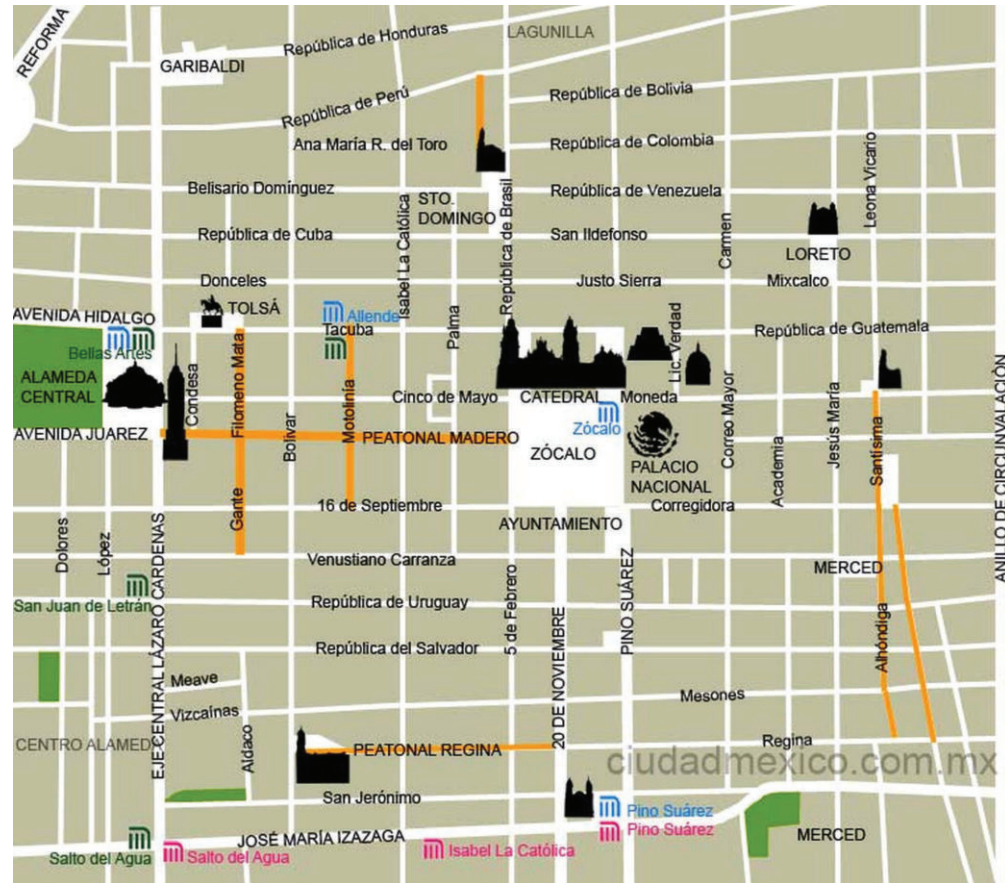 REFORMA
República de Honduras
LAGUNILLA
GARIBALDI
República de Perú
República de Bolivia
Ana María R. del Toro
República de Colombia
Leona Vicario
Belisario Domínguez
STO.
DOMINGO
República de Venezuela
Isabel La Católica
República de Brasil
Carmen
República de Cuba
San Ildefonso
LORETO
Donceles
Justo Sierra
Mixcalco
AVENIDA HIDALGO
TOLSÁ
Allende
Tacuba
Palma
Lic. Verdad
República de Guatemala
Bellas Artes
ALAMEDA
CENTRAL
Condesa
Filomeno Mata
Motolinía
Cinco de Mayo
CATEDRAL
Moneda
Zócalo
AVENIDA JUAREZ
Bolivar
PEATONAL MADERO
ZÓCALO
PALACIO
NACIONAL
Correo Mayor
Academia
Jesús María
Santísima
ANILLO DE CIRCUNVALACIÓN
Gante
16 de Septiembre
AYUNTAMIENTO
Corregidora
Dolores
López
Venustiano Carranza
MERCED
San Juan de Letrán
República de Uruguay
EJE CENTRAL LÁZARO CARDENAS
5 de Febrero
20 DE NOVIEMBRE
PINO SUÁREZ
República del Salvador
Alhóndiga
Meave
Mesones
Vizcaínas
CENTRO ALAMED
Aldaco
PEATONAL REGINA
Regina
ciudadmexico.com.mx
San Jerónimo
Pino Suárez
Pino Suárez
JOSÉ MARÍA IZAZAGA
MERCED
Salto del Agua
Salto del Agua
Isabel La Católica